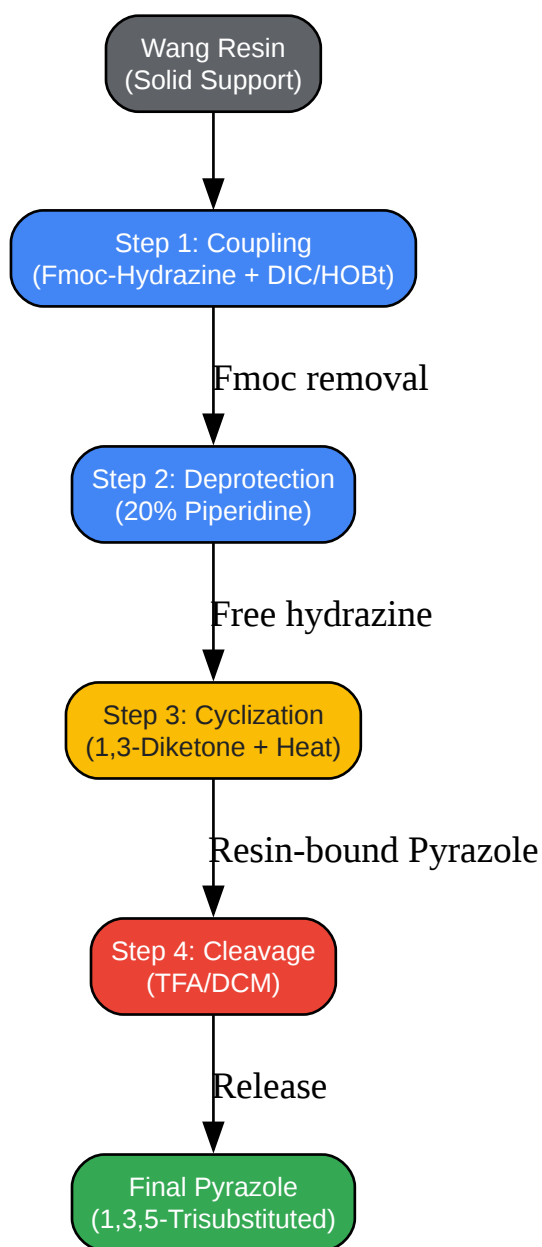 Wang Resin
(Solid Support)
Step 1: Coupling
(Fmoc-Hydrazine + DIC/HOBt)
Fmoc removal
Step 2: Deprotection
(20% Piperidine)
Free hydrazine
Step 3: Cyclization
(1,3-Diketone + Heat)
Resin-bound Pyrazole
Step 4: Cleavage
(TFA/DCM)
Release
Final Pyrazole
(1,3,5-Trisubstituted)